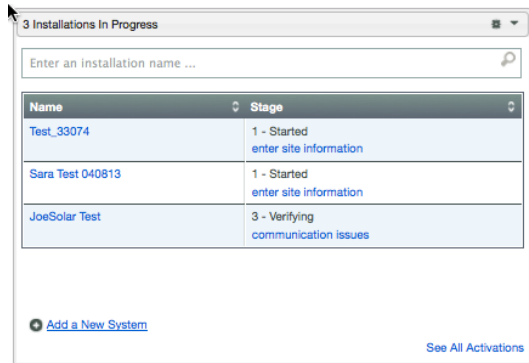 3 Installations In Progress
Enter an installation name ...
Name Stage
Test_33074 1 - Started
enter site information
Sara Test 040813 1 - Started
enter site information
JoeSolar Test 3 - Verifying
communication issues
Add a New System
See All Activations